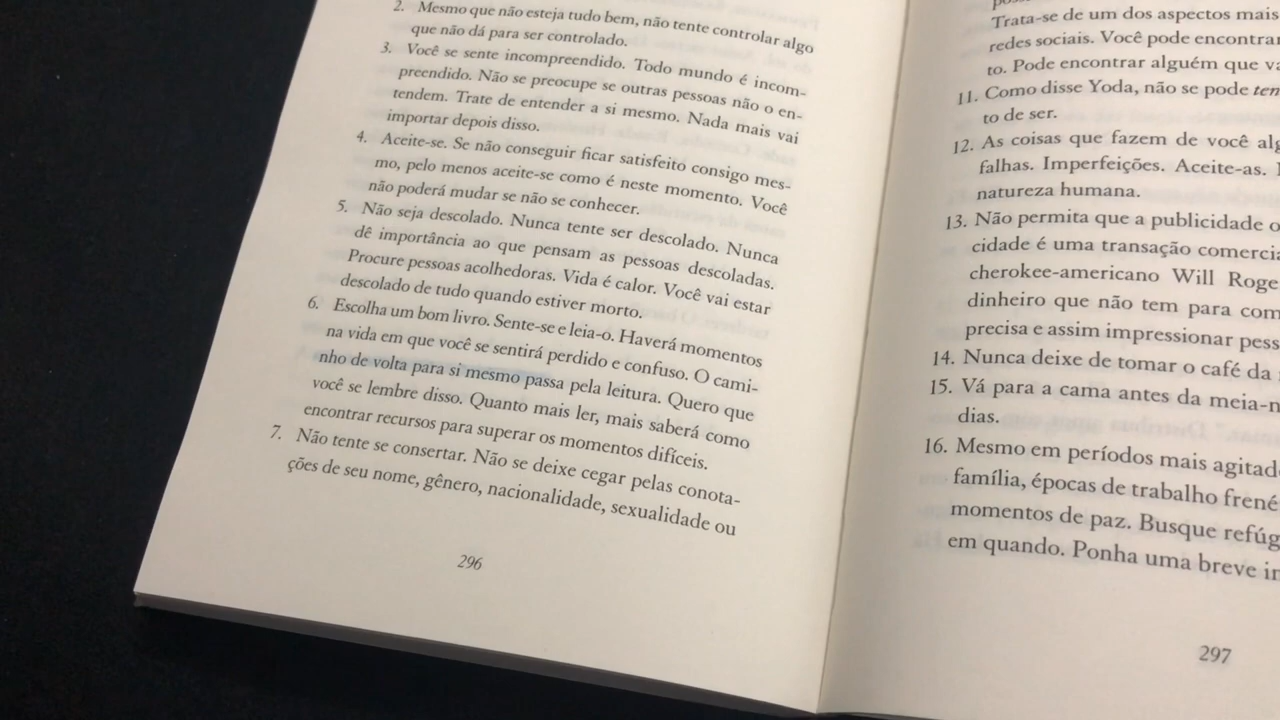 2. Mesmo que não esteja tudo bem, não tente controlar algo
que não dá para ser controlado.
3. Você se sente incompreendido. Todo mundo é incom-
preendido. Não se preocupe se outras pessoas não o en-
tendem. Trate de entender a si mesmo. Nada mais vai
importar depois disso.
4. Aceite-se. Se não conseguir ficar satisfeito consigo mes-
mo, pelo menos aceite-se como é neste momento. Você
não poderá mudar se não se conhecer.
5. Não seja descolado. Nunca tente ser descolado. Nunca
dê importância ao que pensam as pessoas descoladas.
Procure pessoas acolhedoras. Vida é calor. Você vai estar
descolado de tudo quando estiver morto.
6. Escolha um bom livro. Sente-se e leia-o. Haverá momentos
na vida em que você se sentirá perdido e confuso. O cami-
nho de volta para si mesmo passa pela leitura. Quero que
você se lembre disso. Quanto mais ler, mais saberá como
encontrar recursos para superar os momentos difíceis.
7. Não tente se consertar. Não se deixe cegar pelas conota-
ções de seu nome, gênero, nacionalidade, sexualidade ou
296
Trata-se de um dos aspectos mais
redes sociais. Você pode encontrar
to. Pode encontrar alguém que va
11. Como disse Yoda, não se pode ten
to de ser.
12. As coisas que fazem de você alg
falhas. Imperfeições. Aceite-as.
natureza humana.
13. Não permita que a publicidade o
cidade é uma transação comercia
cherokee-americano Will Roge
dinheiro que não tem para com
precisa e assim impressionar pess
14. Nunca deixe de tomar o café da
15. Vá para a cama antes da meia-n
dias.
16. Mesmo em períodos mais agitad
família, épocas de trabalho frené
momentos de paz. Busque refúg
em quando. Ponha uma breve in
297